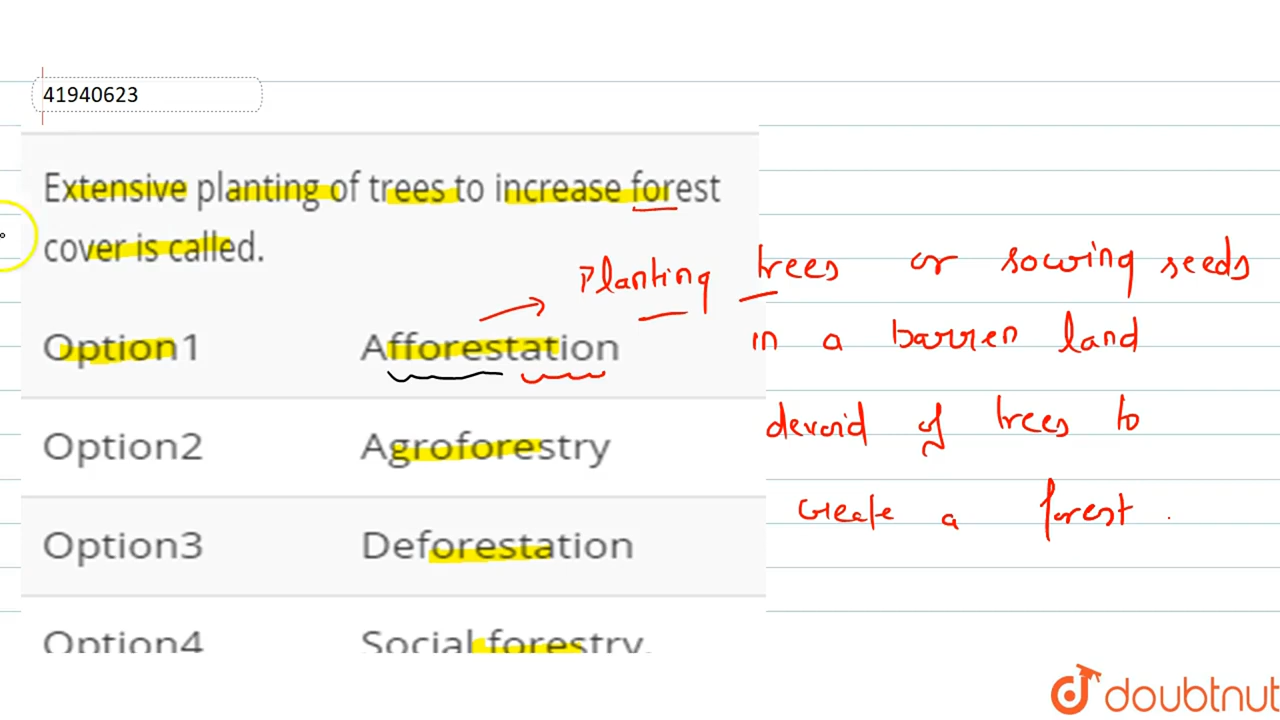 41940623
Extensive planting of trees to increase forest
cover is called.
Planting trees or sowing seeds
Option1 Afforestation
in a barren land
Option2 Agroforestry
devoid of trees to
create a forest.
Option3 Deforestation
Option4 Social forestry.
doubtnut